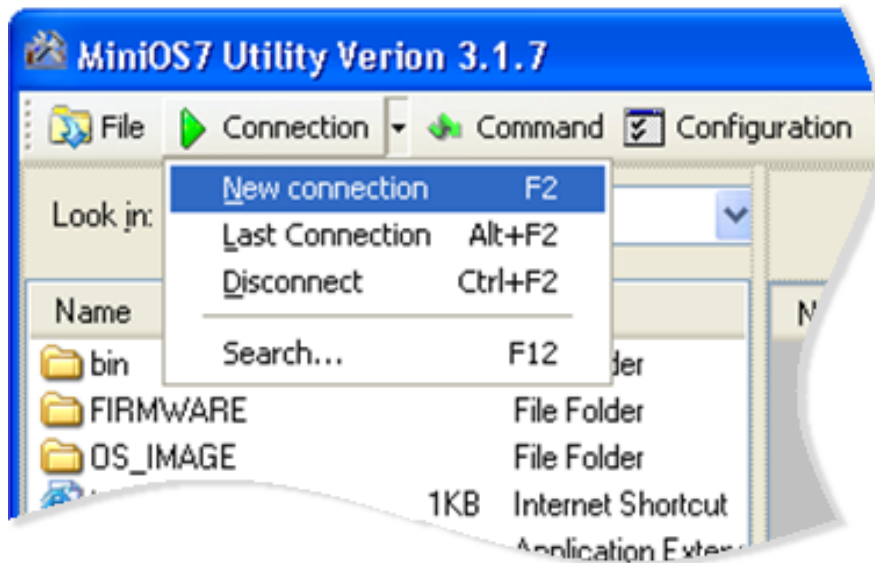 MiniOS7 Utility Verion 3.1.7
File Connection Command Configuration
Look in:
New connection F2
Last Connection Alt+F2
Disconnect Ctrl+F2
Search... F12
Name
bin
FIRMWARE File Folder
OS_IMAGE File Folder
1KB Internet Shortcut
Application